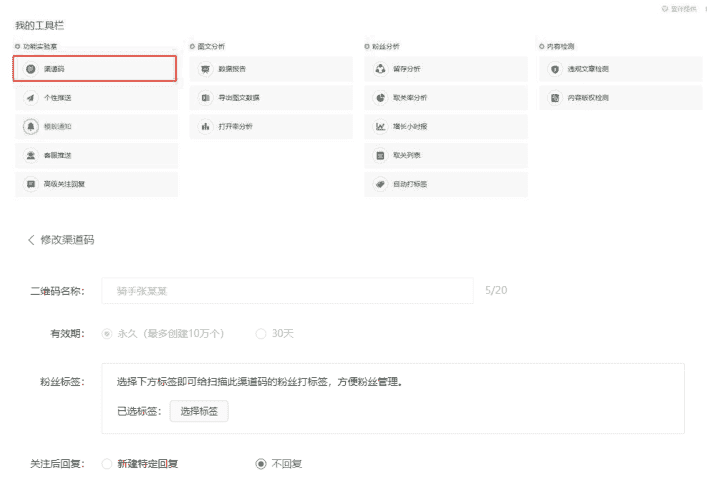 我的工具栏
功能实验室
图文分析
粉丝分析
内容检测
渠道码
数据报告
留存分析
违规文章检测
个性推送
导出图文数据
取关率分析
内容版权检测
模板通知
打开率分析
增长小时报
客服推送
取关列表
高级关注回复
自动打标签
修改渠道码
二维码名称： 骑手张某某 5/20
有效期： 永久（最多创建10万个） 30天
粉丝标签： 选择下方标签即可给扫描此渠道码的粉丝打标签，方便粉丝管理。
已选标签： 选择标签
关注后回复： 新建特定回复 不回复